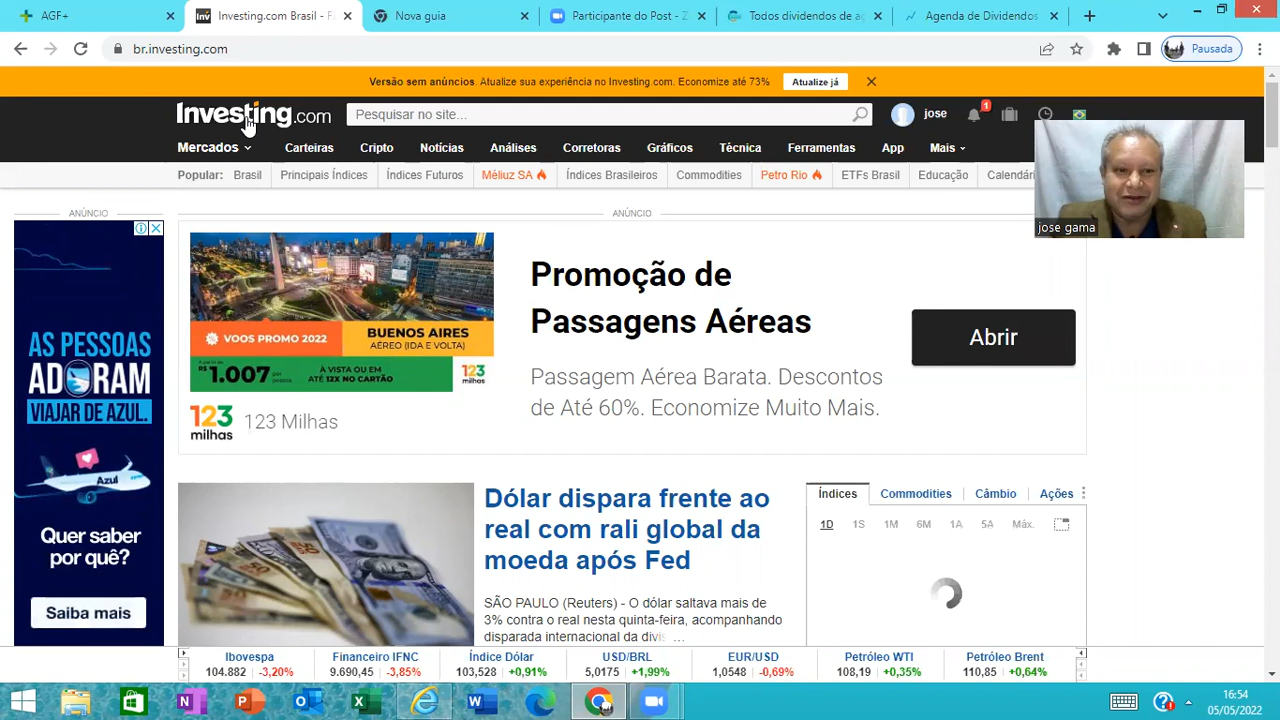 AGF+
Inv Investing.com Brasil - F
Nova guia
Participante do Post - Z
Todos dividendos de aç
Agenda de Dividendos
br.investing.com
Pausada
Versão sem anúncios. Atualize sua experiência no Investing.com. Economize até 73%
Atualize já
Investing.com
Pesquisar no site...
jose
1
Mercados
Carteiras
Cripto
Notícias
Análises
Corretoras
Gráficos
Técnica
Ferramentas
App
Mais
Popular:
Brasil
Principais Índices
Índices Futuros
Méliuz SA
Índices Brasileiros
Commodities
Petro Rio
ETFs Brasil
Educação
Calendári
jose gama
ANÚNCIO
ANÚNCIO
AS PESSOAS
ADORAM
VIAJAR DE AZUL.
Azul
Quer saber
por quê?
Saiba mais
VOOS PROMO 2022
BUENOS AIRES
AÉREO (IDA E VOLTA)
R$ 1.007
À VISTA OU EM
ATÉ 12X NO CARTÃO
123
123
milhas
123 Milhas
Promoção de
Passagens Aéreas
Passagem Aérea Barata. Descontos
de Até 60%. Economize Muito Mais.
Abrir
Dólar dispara frente ao
real com rali global da
moeda após Fed
SÃO PAULO (Reuters) - O dólar saltava mais de
3% contra o real nesta quinta-feira, acompanhando
disparada internacional da divis ...
Índices
Commodities
Câmbio
Ações
1D
1S
1M
6M
1A
5A
Máx.
Ibovespa
104.882 -3,20%
Financeiro IFNC
9.690,45 -3,85%
Índice Dólar
103,528 +0,91%
USD/BRL
5,0175 +1,99%
EUR/USD
1,0548 -0,69%
Petróleo WTI
108,19 +0,35%
Petróleo Brent
110,85 +0,64%
16:54
05/05/2022